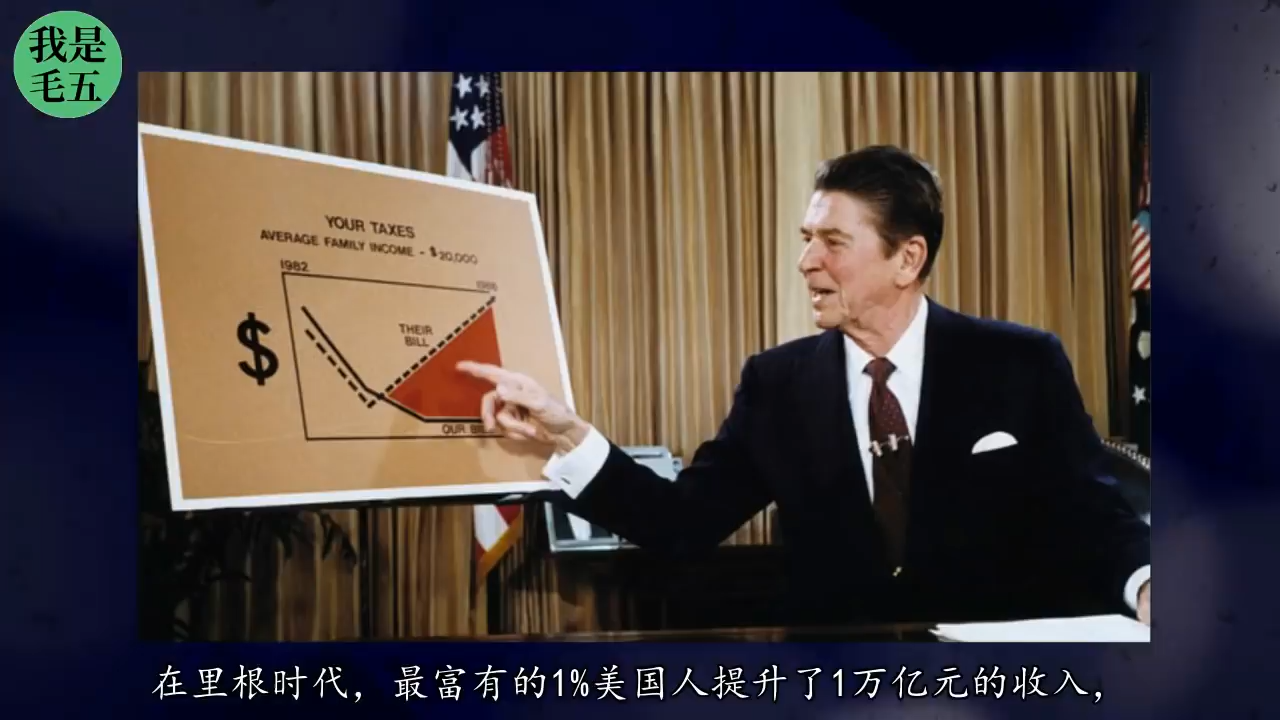 我是
毛五
YOUR TAXES
AVERAGE FAMILY INCOME - $20,000
1982
THEIR
BILL
$
OUR
在里根时代，最富有的1%美国人提升了1万亿元的收入，